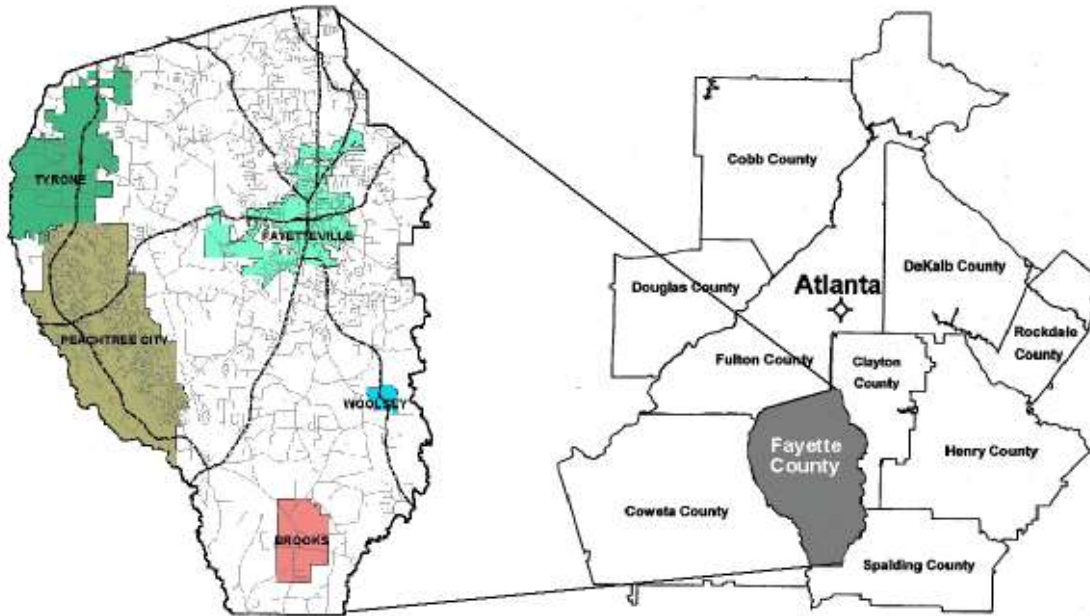 TYRONE
FAYETTEVILLE
PEACHTREE CITY
WOOLSEY
BROOKS
Cobb County
Douglas County
Atlanta
DeKalb County
Rockdale
County
Fulton County
Clayton
County
Fayette
County
Henry County
Coweta County
Spalding County